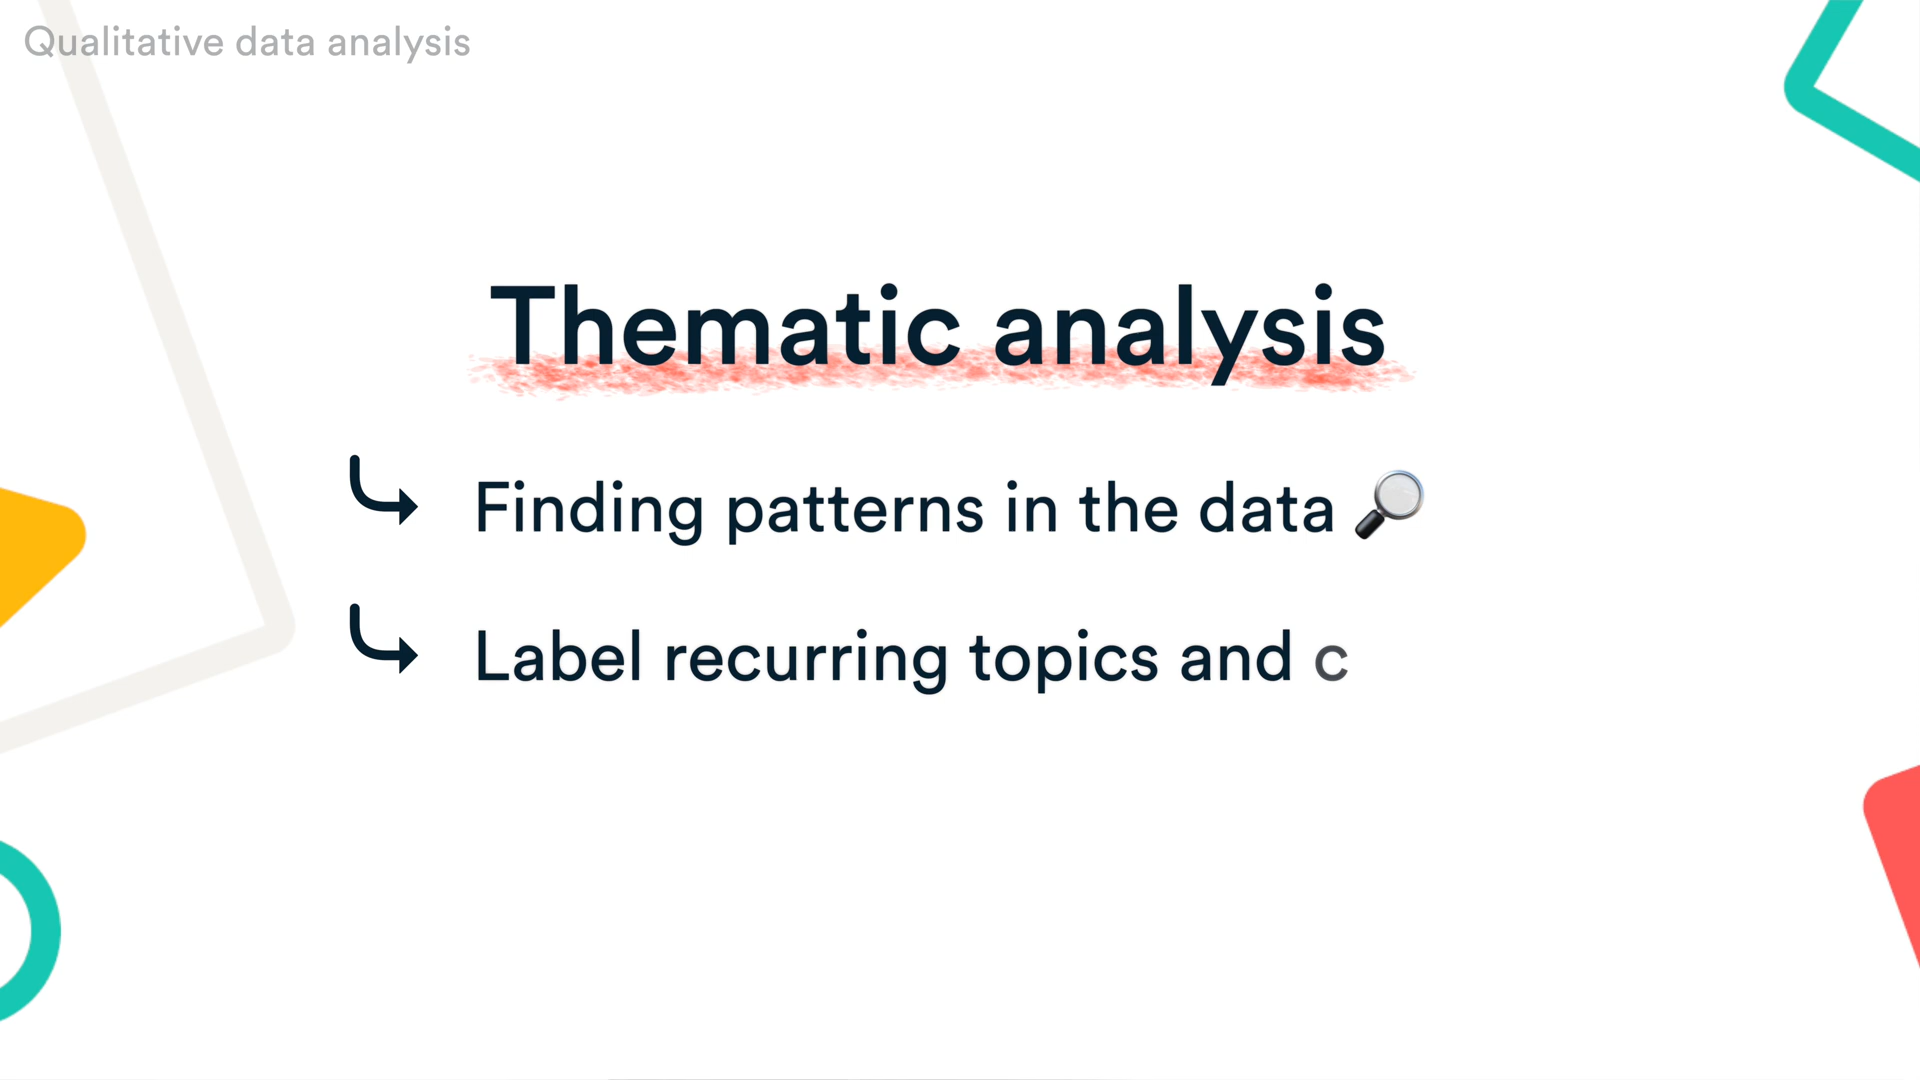 Qualitative data analysis
Thematic analysis
Finding patterns in the data
Label recurring topics and c